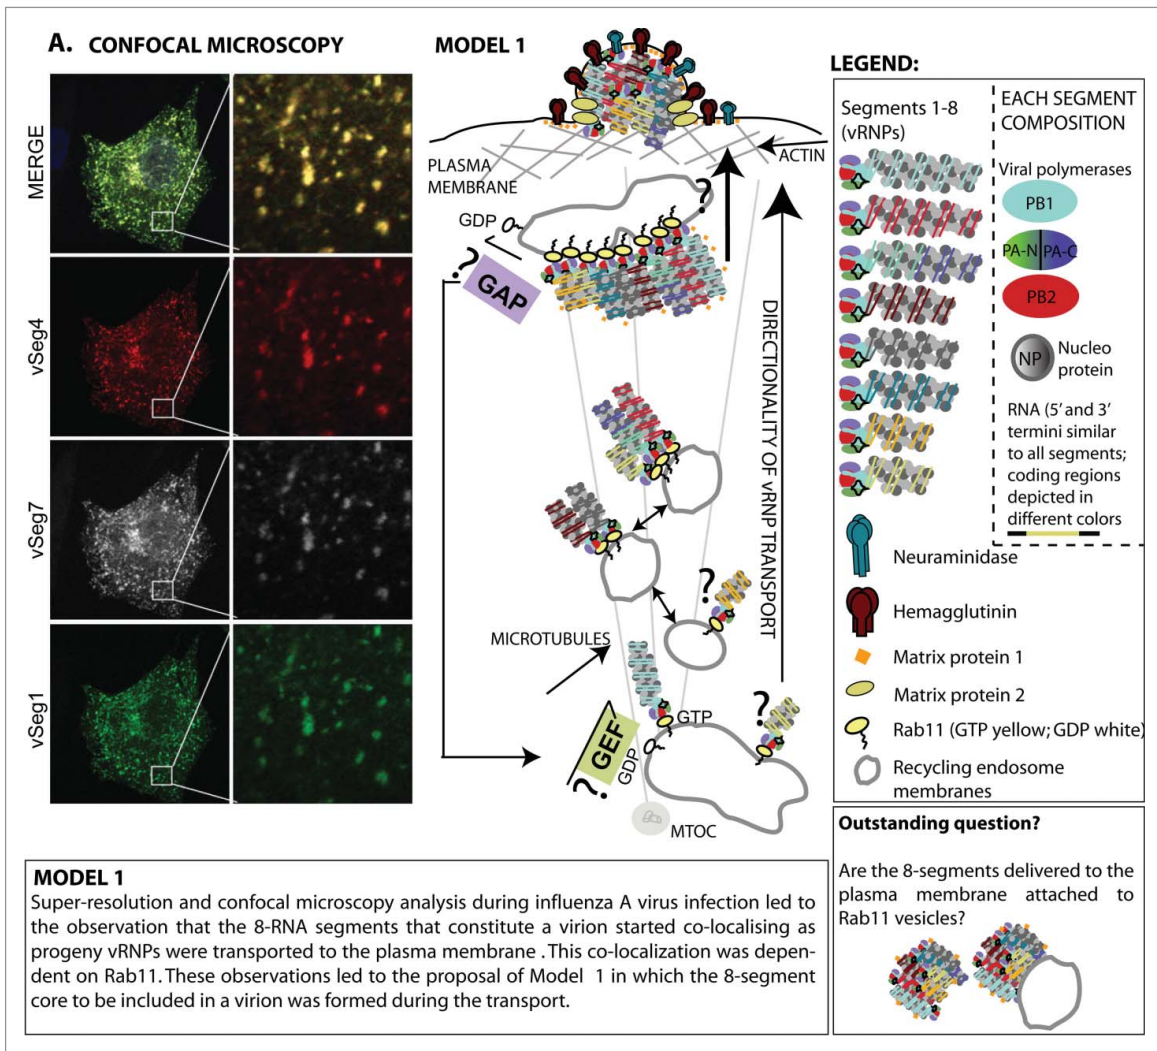 A. CONFOCAL MICROSCOPY
MERGE
vSeg4
vSeg7
vSeg1
MODEL 1
PLASMA
MEMBRANE
ACTIN
GDP
?
?
GAP
DIRECTIONALITY OF vRNP TRANSPORT
?
MICROTUBULES
GTP
?
GEF
GDP
?
MTOC
LEGEND:
Segments 1-8
(vRNPs)
EACH SEGMENT
COMPOSITION
Viral polymerases
PB1
PA-N PA-C
PB2
NP
Nucleo
protein
RNA (5’ and 3’
termini similar
to all segments;
coding regions
depicted in
different colors
Neuraminidase
Hemagglutinin
Matrix protein 1
Matrix protein 2
Rab11 (GTP yellow; GDP white)
Recycling endosome
membranes
MODEL 1
Super-resolution and confocal microscopy analysis during influenza A virus infection led to
the observation that the 8-RNA segments that constitute a virion started co-localising as
progeny vRNPs were transported to the plasma membrane . This co-localization was depen-
dent on Rab11. These observations led to the proposal of Model 1 in which the 8-segment
core to be included in a virion was formed during the transport.
Outstanding question?
Are the 8-segments delivered to the
plasma membrane attached to
Rab11 vesicles?